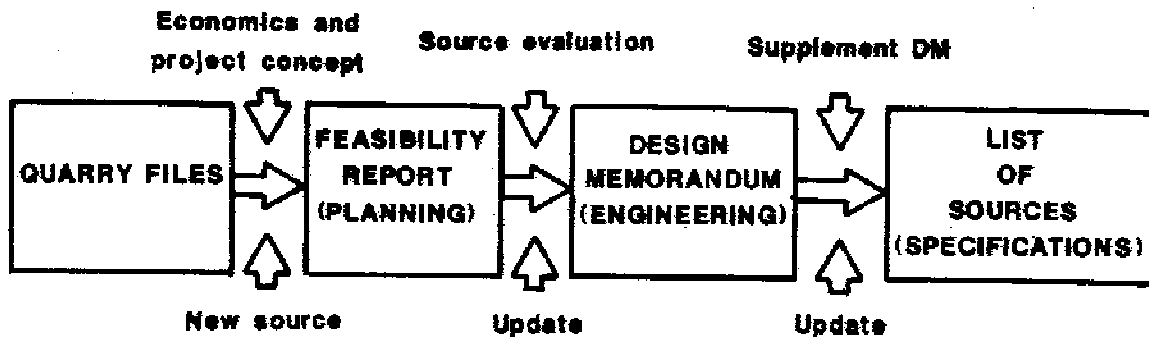 Economics and
project concept
Source evaluation
Supplement DM
QUARRY FILES
FEASIBILITY
REPORT
(PLANNING)
DESIGN
MEMORANDUM
(ENGINEERING)
LIST
OF
SOURCES
(SPECIFICATIONS)
New source
Update
Update